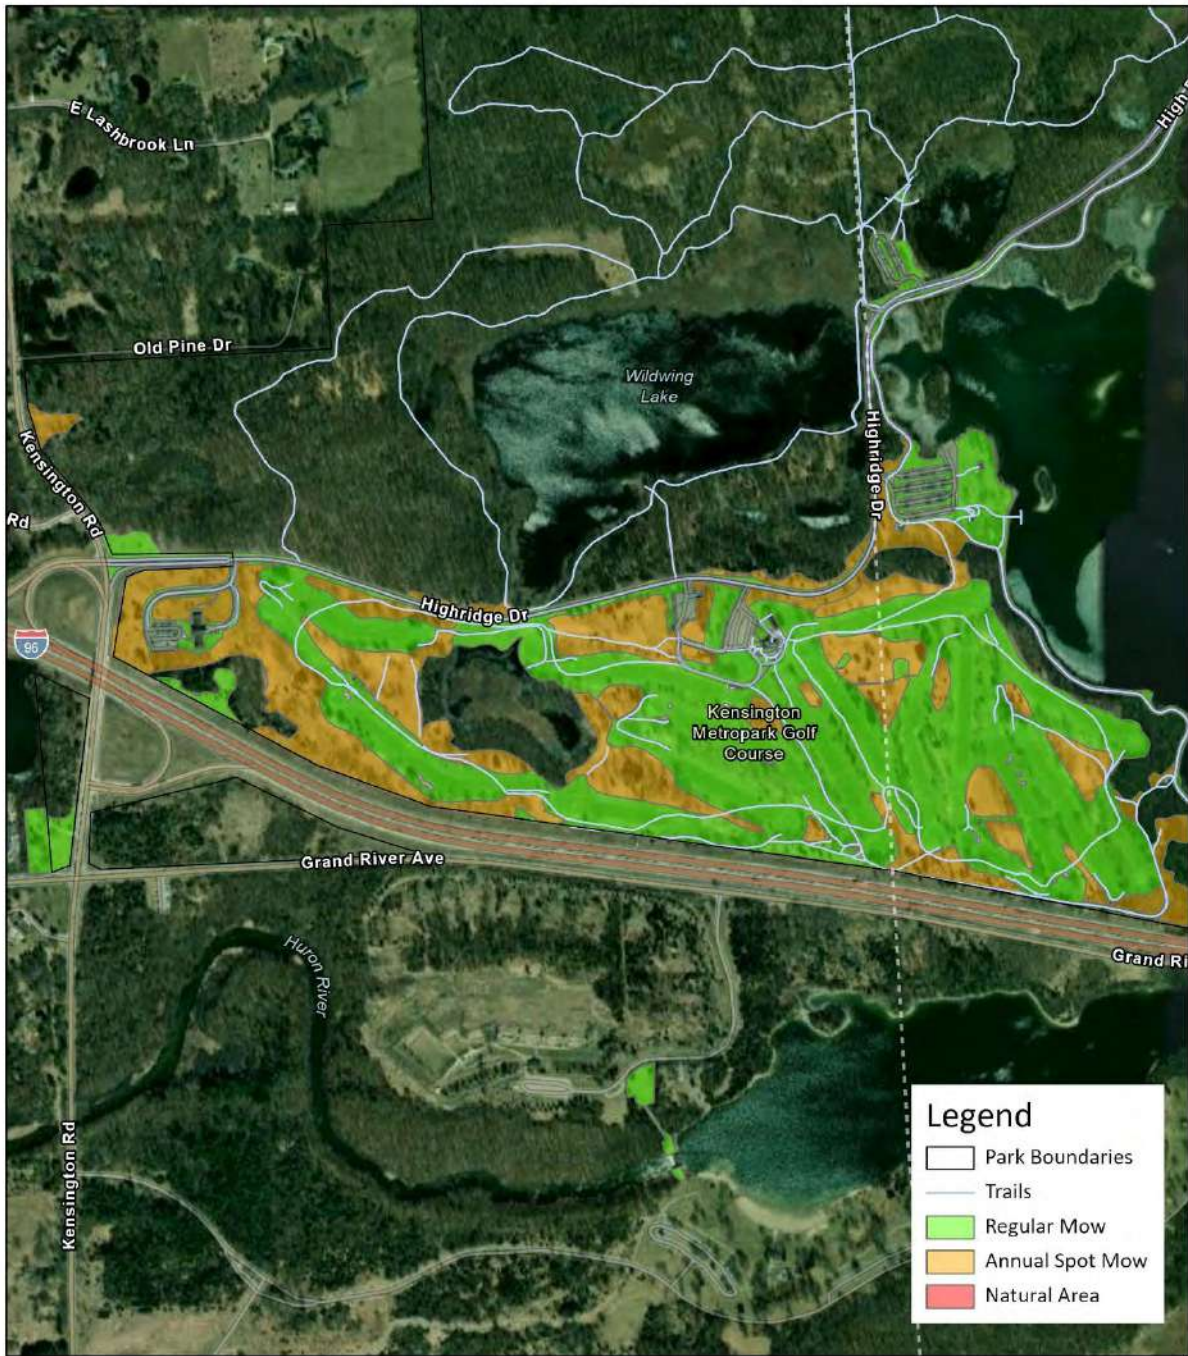 E Lashbrook Ln
High
Old Pine Dr
Wildwing
Lake
Kensington Rd
Highridge Dr
Rd
Highridge Dr
96
Kensington
Metropark Golf
Course
Grand River Ave
Grand Ri
Huron River
Kensington Rd
Legend
Park Boundaries
Trails
Regular Mow
Annual Spot Mow
Natural Area